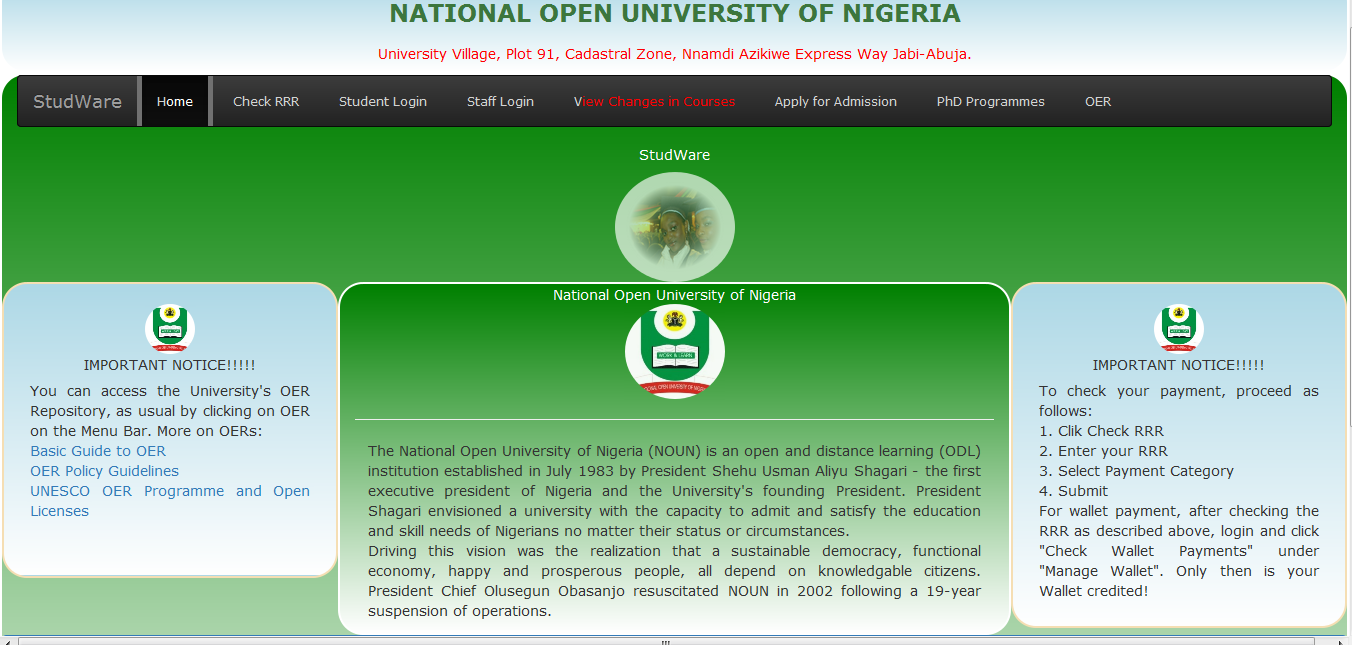 NATIONAL OPEN UNIVERSITY OF NIGERIA
University Village, Plot 91, Cadastral Zone, Nnamdi Azikiwe Express Way Jabi-Abuja.
StudWare Home Check RRR Student Login Staff Login View Changes in Courses Apply for Admission PhD Programmes OER
StudWare
IMPORTANT NOTICE!!!!!
You can access the University's OER
Repository, as usual by clicking on OER
on the Menu Bar. More on OERs:
Basic Guide to OER
OER Policy Guidelines
UNESCO OER Programme and Open
Licenses
National Open University of Nigeria
WORK & LEARN
The National Open University of Nigeria (NOUN) is an open and distance learning (ODL)
institution established in July 1983 by President Shehu Usman Aliyu Shagari - the first
executive president of Nigeria and the University's founding President. President
Shagari envisioned a university with the capacity to admit and satisfy the education
and skill needs of Nigerians no matter their status or circumstances.
Driving this vision was the realization that a sustainable democracy, functional
economy, happy and prosperous people, all depend on knowledgable citizens.
President Chief Olusegun Obasanjo resuscitated NOUN in 2002 following a 19-year
suspension of operations.
IMPORTANT NOTICE!!!!!
To check your payment, proceed as
follows:
1. Clik Check RRR
2. Enter your RRR
3. Select Payment Category
4. Submit
For wallet payment, after checking the
RRR as described above, login and click
"Check Wallet Payments" under
"Manage Wallet". Only then is your
Wallet credited!